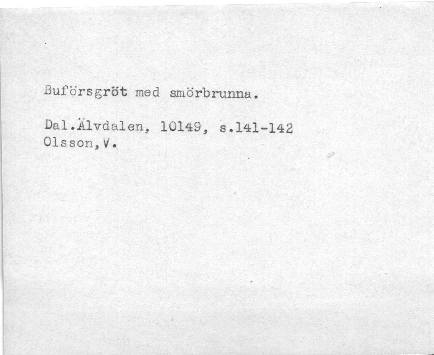 Buförsgröt med smörbrunna.
Dal.Älvdalen, 10149, s.141-142
Olsson,V.